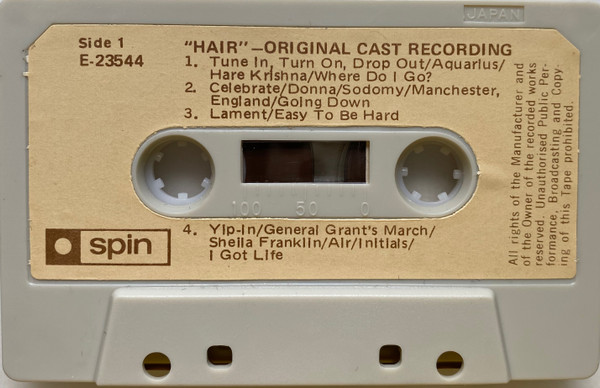 JAPAN
Side 1
E-23544
"HAIR"—ORIGINAL CAST RECORDING
1. Tune In, Turn On, Drop Out/Aquarius/
Hare Krishna/Where Do I Go?
2. Celebrate/Donna/Sodomy/Manchester,
England/Going Down
3. Lament/Easy To Be Hard
100 50 0
4. Yip-In/General Grant's March/
Sheila Franklin/Air/Initials/
I Got Life
spin
All rights of the Manufacturer and
of the Owner of the recorded works
reserved. Unauthorised Public Per-
formance, Broadcasting and Copy-
ing of this Tape prohibited.